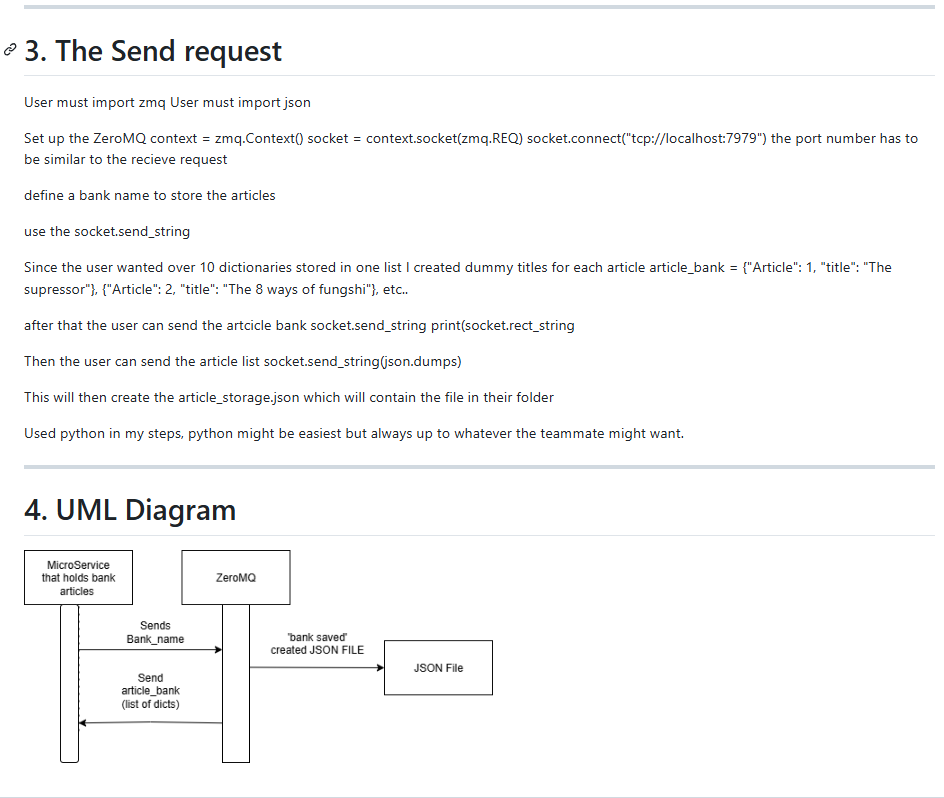 3. The Send request
User must import zmq User must import json
Set up the ZeroMQ context = zmq.Context() socket = context.socket(zmq.REQ) socket.connect("tcp://localhost:7979") the port number has to
be similar to the recieve request
define a bank name to store the articles
use the socket.send_string
Since the user wanted over 10 dictionaries stored in one list I created dummy titles for each article article_bank = {"Article": 1, "title": "The
supressor"}, {"Article": 2, "title": "The 8 ways of fungshi"}, etc..
after that the user can send the artcicle bank socket.send_string print(socket.rect_string
Then the user can send the article list socket.send_string(json.dumps)
This will then create the article_storage.json which will contain the file in their folder
Used python in my steps, python might be easiest but always up to whatever the teammate might want.
4. UML Diagram
MicroService
that holds bank
articles
ZeroMQ
Sends
Bank_name
'bank saved'
created JSON FILE
JSON File
Send
article_bank
(list of dicts)